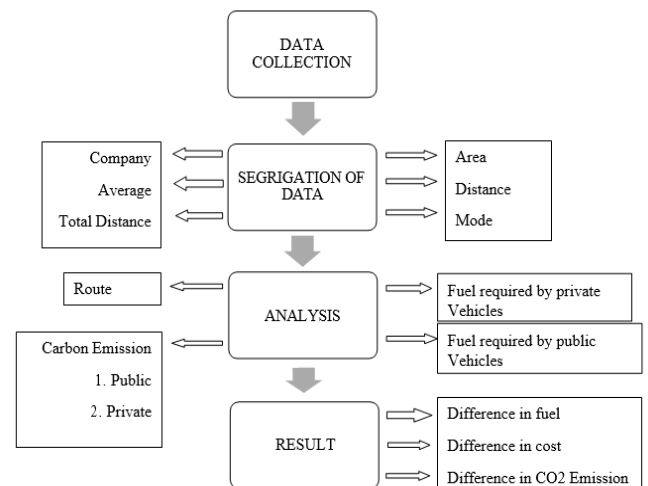 DATA
COLLECTION
Company
Average
Total Distance
SEGRIGATION OF
DATA
Area
Distance
Mode
Route
Carbon Emission
1. Public
2. Private
ANALYSIS
Fuel required by private
Vehicles
Fuel required by public
Vehicles
RESULT
Difference in fuel
Difference in cost
Difference in CO2 Emission